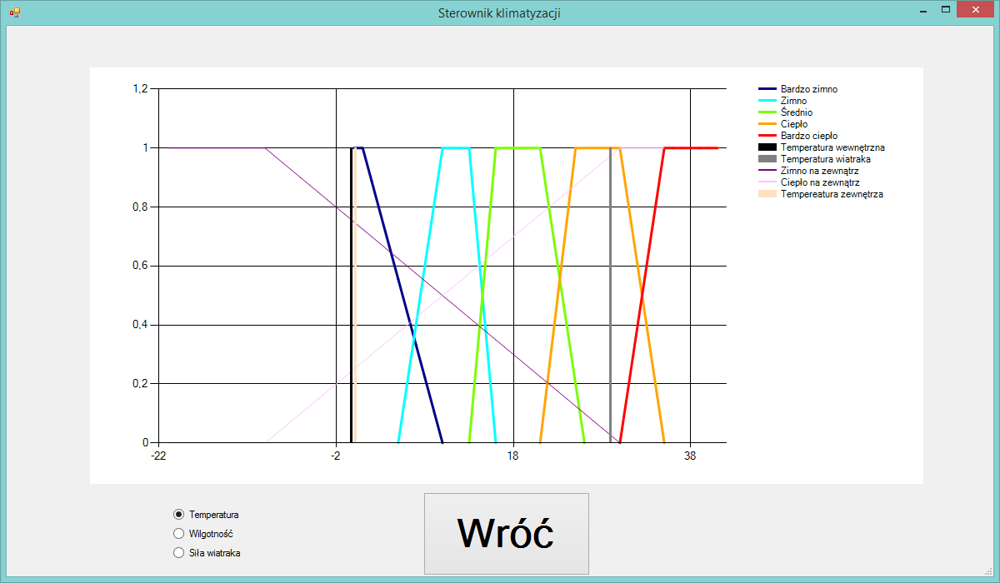 Sterownik klimatyzacji
1,2
1
0,8
0,6
0,4
0,2
0
-22
-2
18
38
Bardzo zimno
Zimno
Średnio
Ciepło
Bardzo ciepło
Temperatura wewnętrzna
Temperatura wiatraka
Zimno na zewnątrz
Ciepło na zewnątrz
Tempereatura zewnętrza
Temperatura
Wilgotność
Siła wiatraka
Wróć